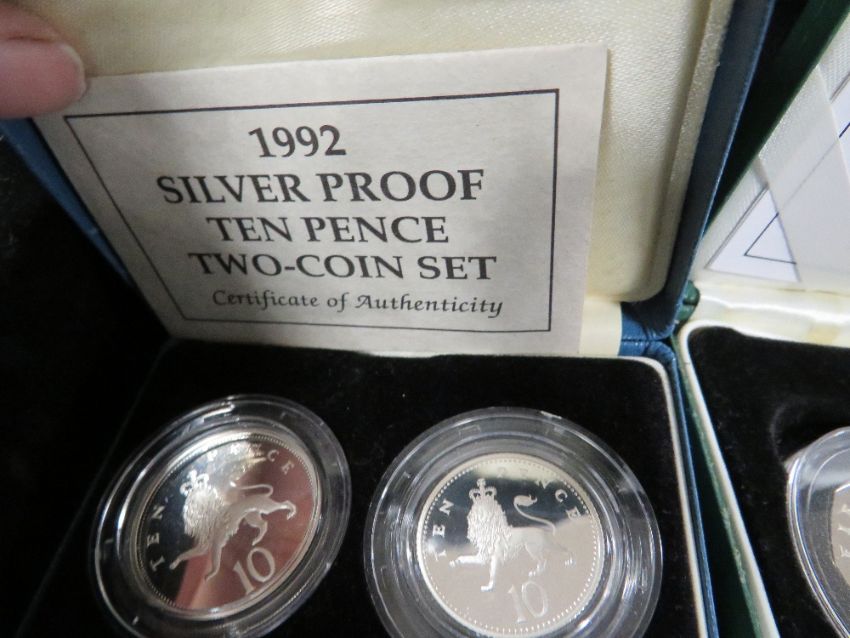 1992
SILVER PROOF
TEN PENCE
TWO-COIN SET
Certificate of Authenticity
TEN PENCE
10
TEN PENCE
10